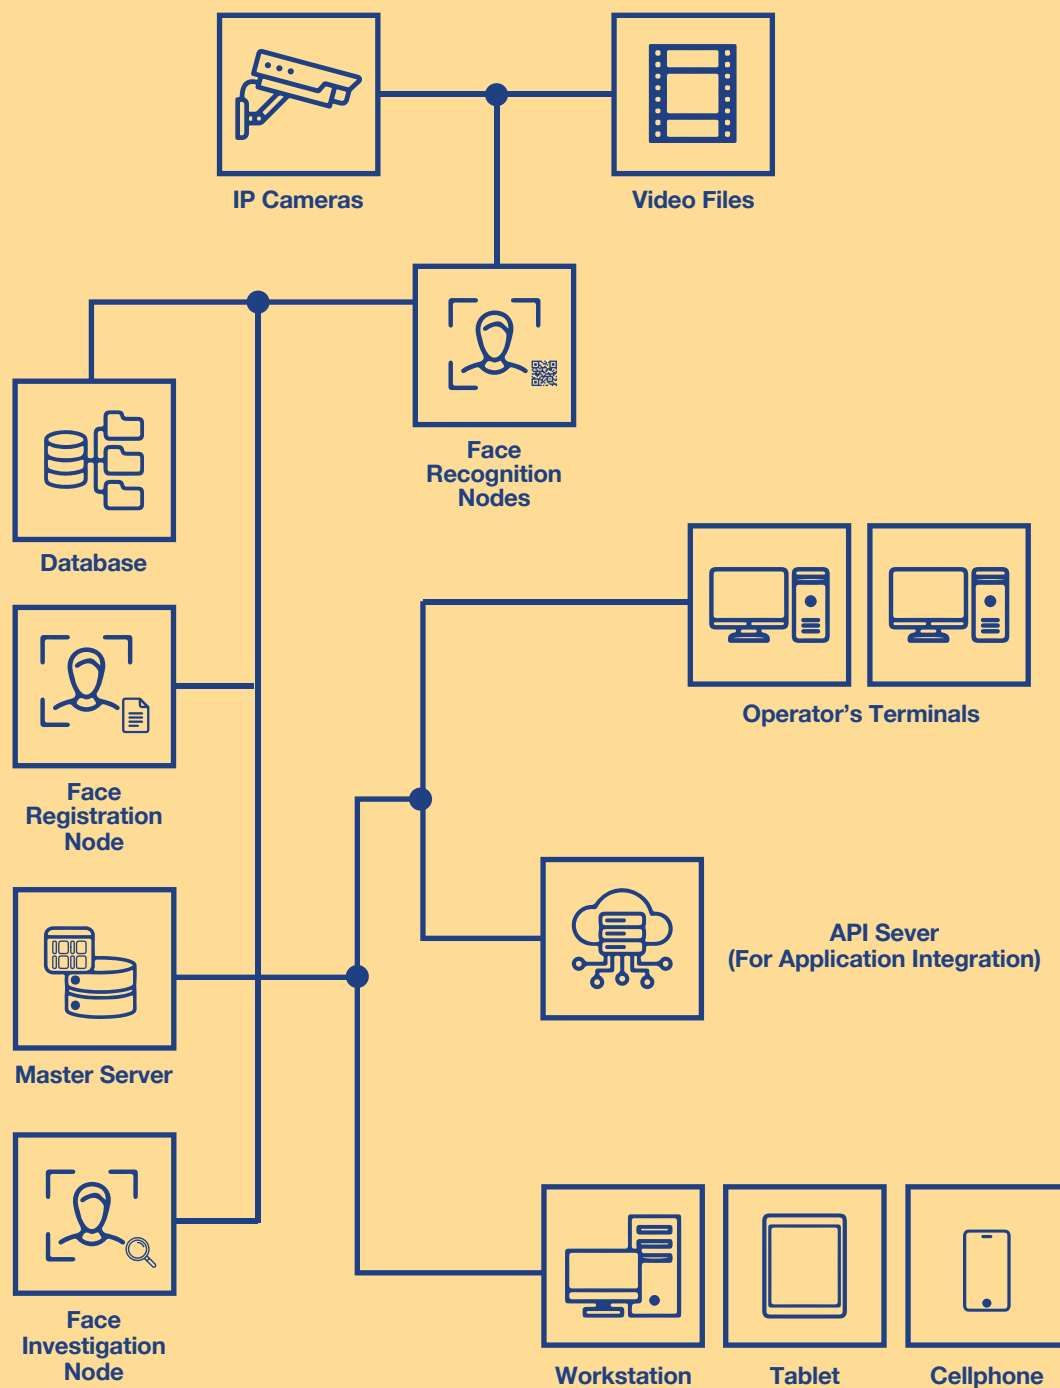 IP Cameras
Video Files
Face
Recognition
Nodes
Database
Operator’s Terminals
Face
Registration
Node
API Sever
(For Application Integration)
Master Server
Face
Investigation
Node
Workstation
Tablet
Cellphone